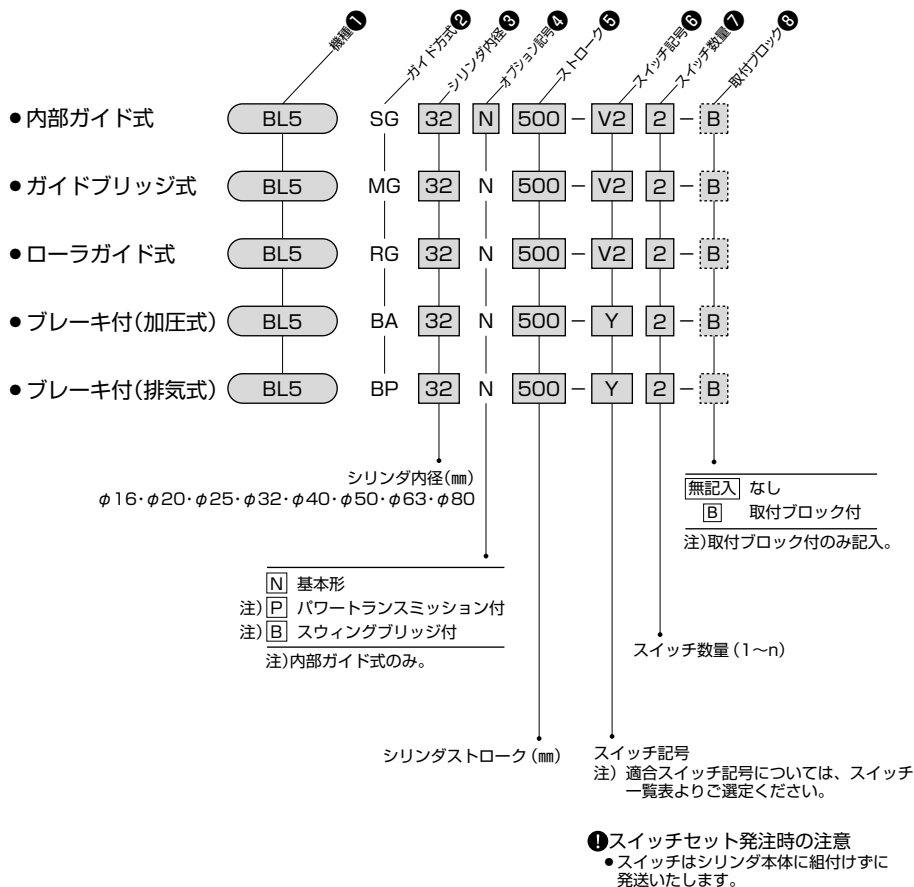 機種❶
ガイド方式❷
シリンダ内径❸
オプション記号❹
ストローク❺
スイッチ記号❻
スイッチ数量❼
取付ブロック❽
●内部ガイド式 BL5 SG 32 N 500 − V2 2 − B
●ガイドブリッジ式 BL5 MG 32 N 500 − V2 2 − B
●ローラガイド式 BL5 RG 32 N 500 − V2 2 − B
●ブレーキ付(加圧式) BL5 BA 32 N 500 − Y 2 − B
●ブレーキ付(排気式) BL5 BP 32 N 500 − Y 2 − B
シリンダ内径(㎜)
φ16・φ20・φ25・φ32・φ40・φ50・φ63・φ80
無記入 なし
B 取付ブロック付
注)取付ブロック付のみ記入。
N 基本形
注) P パワートランスミッション付
注) B スウィングブリッジ付
注)内部ガイド式のみ。
スイッチ数量(1〜n)
シリンダストローク(㎜)
スイッチ記号
注) 適合スイッチ記号については、スイッチ
一覧表よりご選定ください。
❗スイッチセット発注時の注意
●スイッチはシリンダ本体に組付けずに
発送いたします。